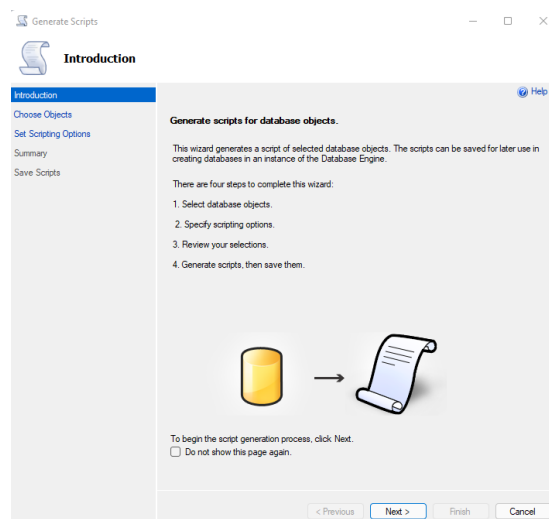 Generate Scripts
Introduction
Help
Introduction
Choose Objects
Set Scripting Options
Summary
Save Scripts
Generate scripts for database objects.
This wizard generates a script of selected database objects. The scripts can be saved for later use in
creating databases in an instance of the Database Engine.
There are four steps to complete this wizard:
1. Select database objects.
2. Specify scripting options.
3. Review your selections.
4. Generate scripts, then save them.
To begin the script generation process, click Next.
Do not show this page again.
< Previous
Next >
Finish
Cancel